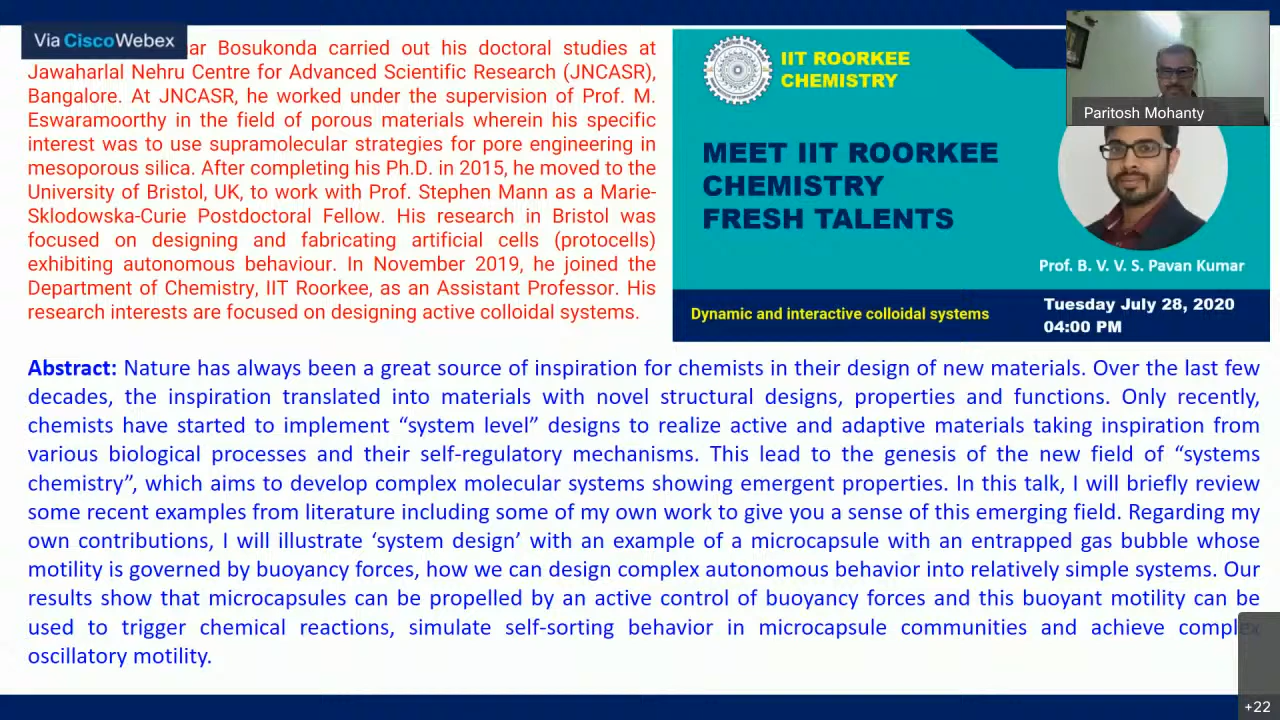 Via CiscoWebex
ar Bosukonda carried out his doctoral studies at
Jawaharlal Nehru Centre for Advanced Scientific Research (JNCASR),
Bangalore. At JNCASR, he worked under the supervision of Prof. M.
Eswaramoorthy in the field of porous materials wherein his specific
interest was to use supramolecular strategies for pore engineering in
mesoporous silica. After completing his Ph.D. in 2015, he moved to the
University of Bristol, UK, to work with Prof. Stephen Mann as a Marie-
Sklodowska-Curie Postdoctoral Fellow. His research in Bristol was
focused on designing and fabricating artificial cells (protocells)
exhibiting autonomous behaviour. In November 2019, he joined the
Department of Chemistry, IIT Roorkee, as an Assistant Professor. His
research interests are focused on designing active colloidal systems.
IIT ROORKEE
CHEMISTRY
MEET IIT ROORKEE
CHEMISTRY
FRESH TALENTS
Paritosh Mohanty
Prof. B. V. V. S. Pavan Kumar
Dynamic and interactive colloidal systems
Tuesday July 28, 2020
04:00 PM
Abstract: Nature has always been a great source of inspiration for chemists in their design of new materials. Over the last few
decades, the inspiration translated into materials with novel structural designs, properties and functions. Only recently,
chemists have started to implement “system level” designs to realize active and adaptive materials taking inspiration from
various biological processes and their self-regulatory mechanisms. This lead to the genesis of the new field of “systems
chemistry”, which aims to develop complex molecular systems showing emergent properties. In this talk, I will briefly review
some recent examples from literature including some of my own work to give you a sense of this emerging field. Regarding my
own contributions, I will illustrate ‘system design’ with an example of a microcapsule with an entrapped gas bubble whose
motility is governed by buoyancy forces, how we can design complex autonomous behavior into relatively simple systems. Our
results show that microcapsules can be propelled by an active control of buoyancy forces and this buoyant motility can be
used to trigger chemical reactions, simulate self-sorting behavior in microcapsule communities and achieve complex
oscillatory motility.
+22